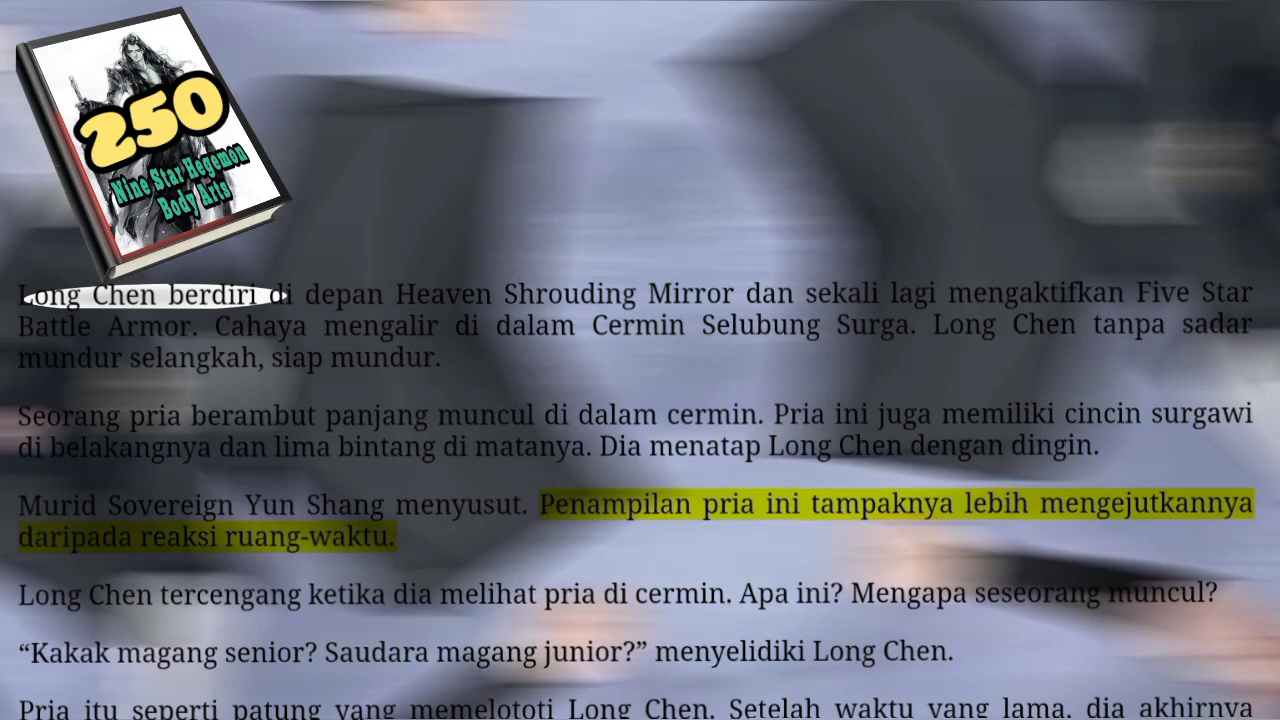 250
Nine Star Hegemon
Body Arts
Long Chen berdiri di depan Heaven Shrouding Mirror dan sekali lagi mengaktifkan Five Star
Battle Armor. Cahaya mengalir di dalam Cermin Selubung Surga. Long Chen tanpa sadar
mundur selangkah, siap mundur.
Seorang pria berambut panjang muncul di dalam cermin. Pria ini juga memiliki cincin surgawi
di belakangnya dan lima bintang di matanya. Dia menatap Long Chen dengan dingin.
Murid Sovereign Yun Shang menyusut. Penampilan pria ini tampaknya lebih mengejutkannya
daripada reaksi ruang-waktu.
Long Chen tercengang ketika dia melihat pria di cermin. Apa ini? Mengapa seseorang muncul?
“Kakak magang senior? Saudara magang junior?” menyelidiki Long Chen.
Pria itu seperti patung yang memelototi Long Chen. Setelah waktu yang lama, dia akhirnya